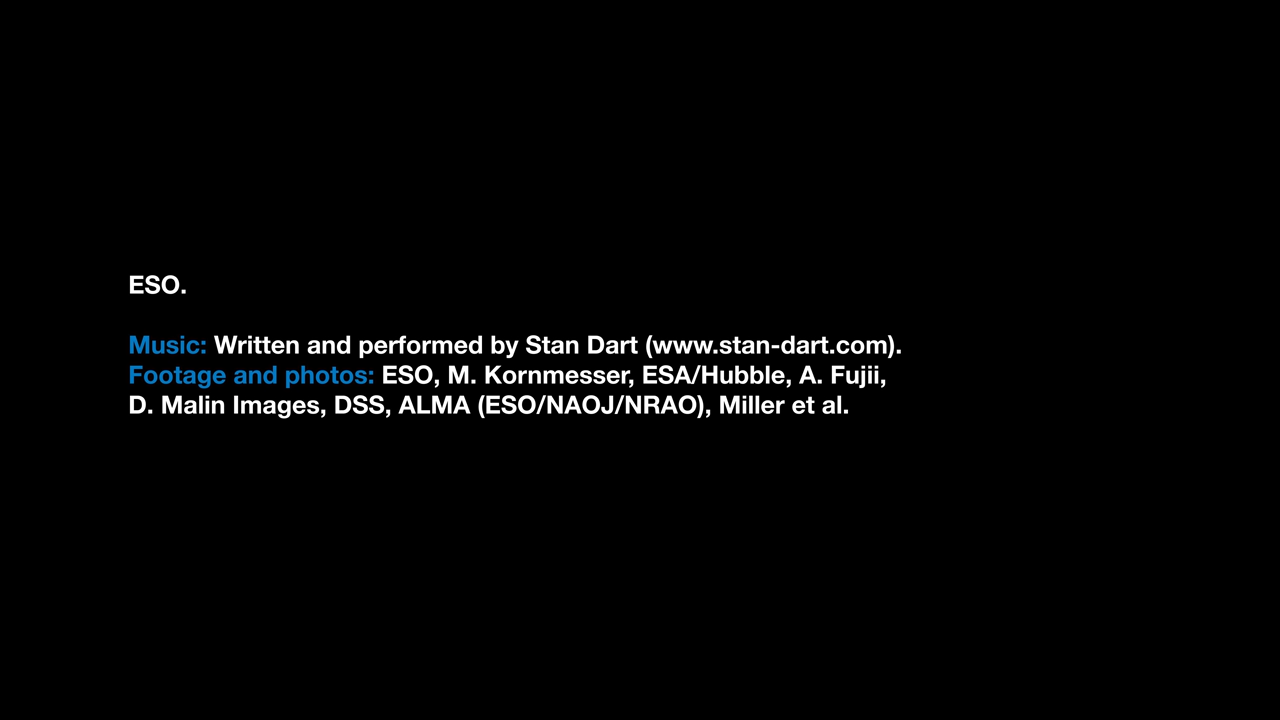 ESO.
Music: Written and performed by Stan Dart (www.stan-dart.com).
Footage and photos: ESO, M. Kornmesser, ESA/Hubble, A. Fujii,
D. Malin Images, DSS, ALMA (ESO/NAOJ/NRAO), Miller et al.